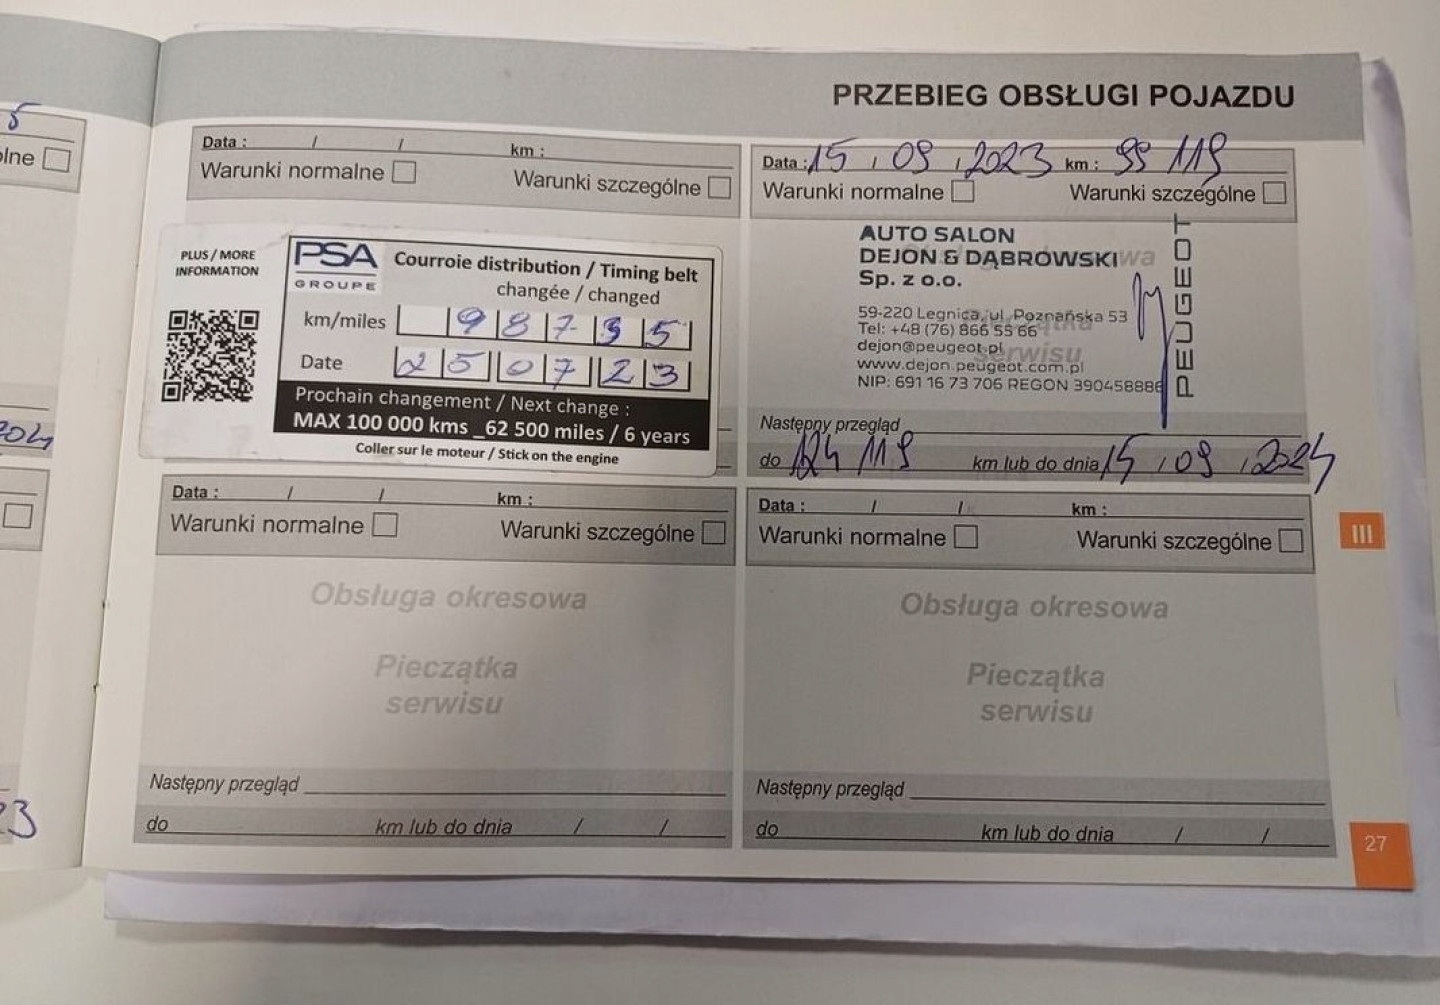 PRZEBIEG OBSŁUGI POJAZDU
lne
Data : / / km :
Warunki normalne Warunki szczególne
PLUS / MORE
INFORMATION
PSA
GROUPE
Courroie distribution / Timing belt
changée / changed
km/miles 98735
Date 25 07 23
Prochain changement / Next change :
MAX 100 000 kms _62 500 miles / 6 years
Coller sur le moteur / Stick on the engine
Data : 15 / 09 / 2023 km : 99 119
Warunki normalne Warunki szczególne
AUTO SALON
DEJON & DĄBROWSKI
Sp. z o.o.
59-220 Legnica, ul. Poznańska 53
Tel: +48 (76) 866 55 66
dejon@peugeot.pl
www.dejon.peugeot.com.pl
NIP: 691 16 73 706 REGON 390458886
PEUGEOT
Następny przegląd
do 124 119 km lub do dnia 15 / 09 / 2024
Data : / / km :
Warunki normalne Warunki szczególne
Obsługa okresowa
Pieczątka
serwisu
Następny przegląd
do km lub do dnia / /
Data : / / km :
Warunki normalne Warunki szczególne
Obsługa okresowa
Pieczątka
serwisu
Następny przegląd
do km lub do dnia / /
III
27